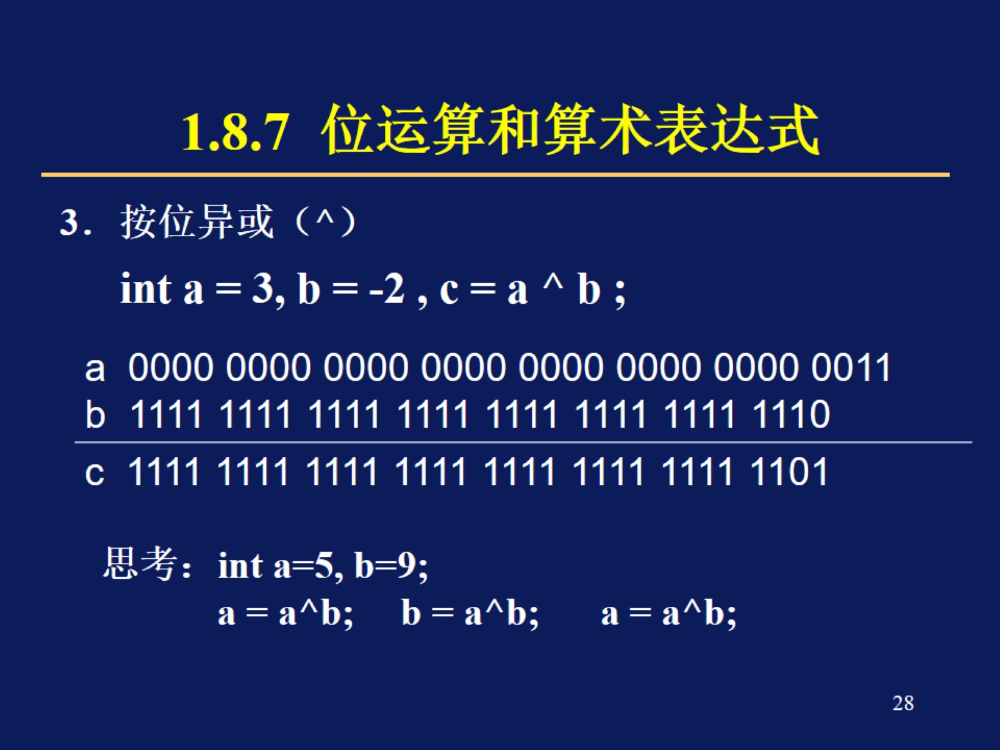 1.8.7 位运算和算术表达式
3. 按位异或（^）
int a = 3, b = -2 , c = a ^ b ;
a 0000 0000 0000 0000 0000 0000 0000 0011
b 1111 1111 1111 1111 1111 1111 1111 1110
c 1111 1111 1111 1111 1111 1111 1111 1101
思考： int a=5, b=9;
a = a^b; b = a^b; a = a^b;
28